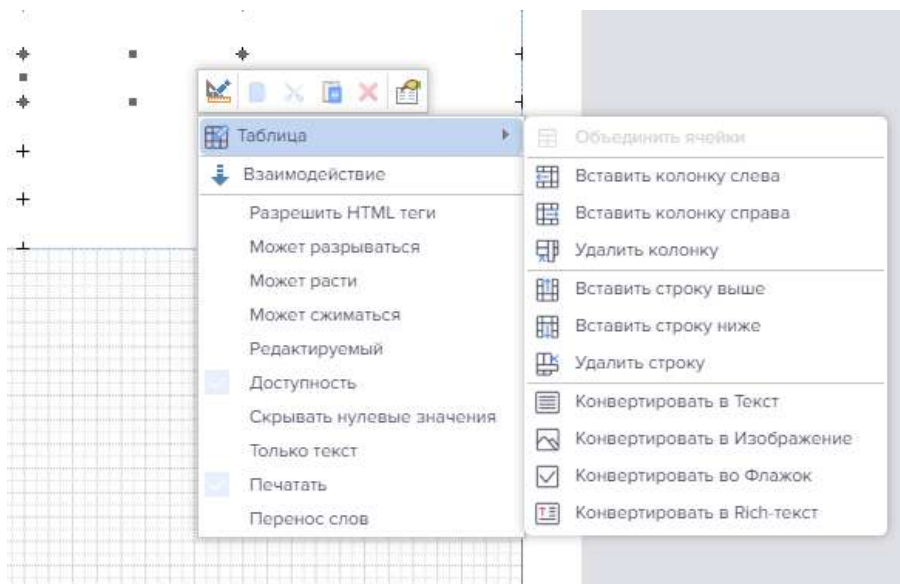 Таблица
Взаимодействие
Разрешить HTML теги
Может разрываться
Может расти
Может сжиматься
Редактируемый
Доступность
Скрывать нулевые значения
Только текст
Печатать
Перенос слов
Объединить ячейки
Вставить колонку слева
Вставить колонку справа
Удалить колонку
Вставить строку выше
Вставить строку ниже
Удалить строку
Конвертировать в Текст
Конвертировать в Изображение
Конвертировать во Флажок
Конвертировать в Rich-текст